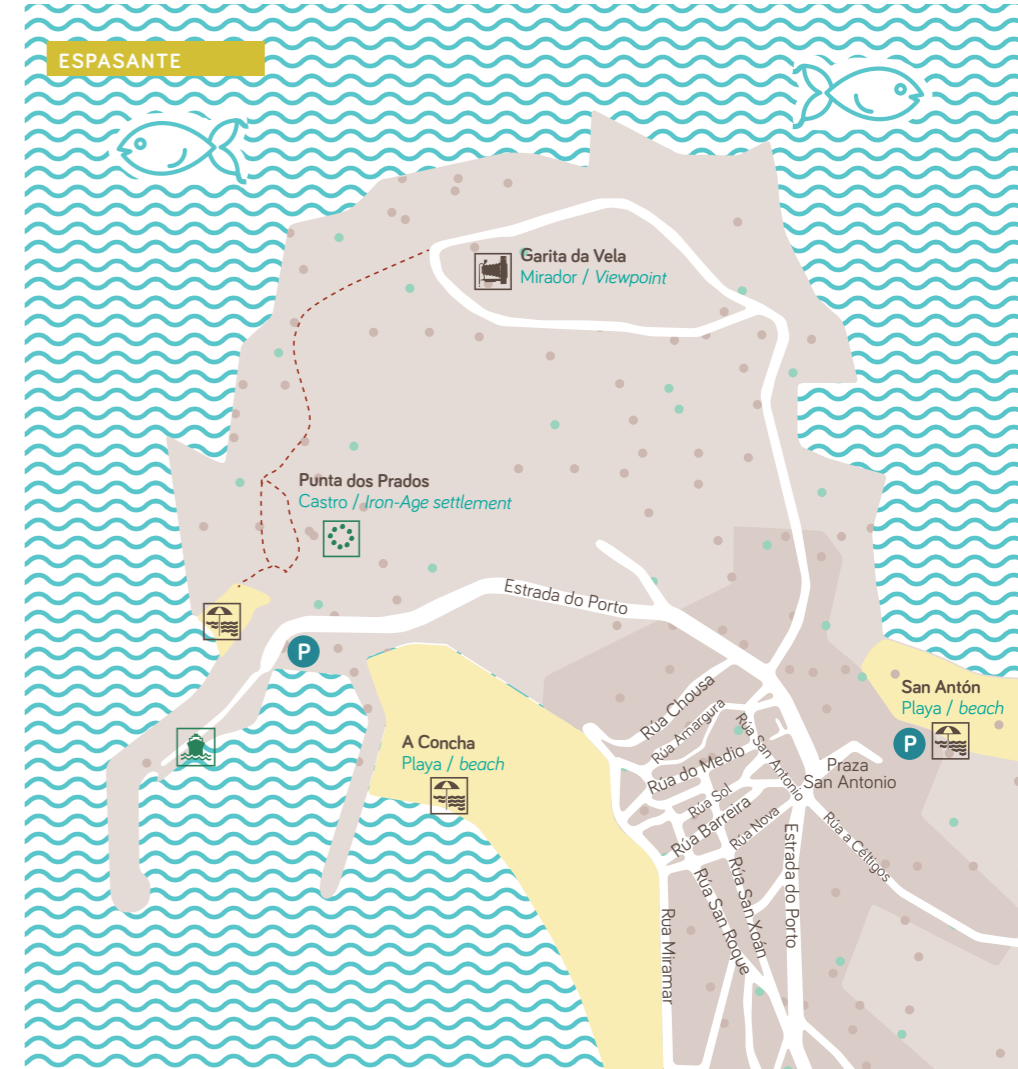 ESPASANTE
Garita da Vela
Mirador / Viewpoint
Punta dos Prados
Castro / Iron-Age settlement
Estrada do Porto
P
San Antón
Playa / beach
P
A Concha
Playa / beach
Rúa Chousa
Rúa Amargura
Rúa San Antonio
Rúa do Medio
Praza
San Antonio
Rúa Sol
Rúa Barreira
Rúa Nova
Rúa a Céltigos
Estrada do Porto
Rúa San Xoán
Rúa San Roque
Rua Miramar